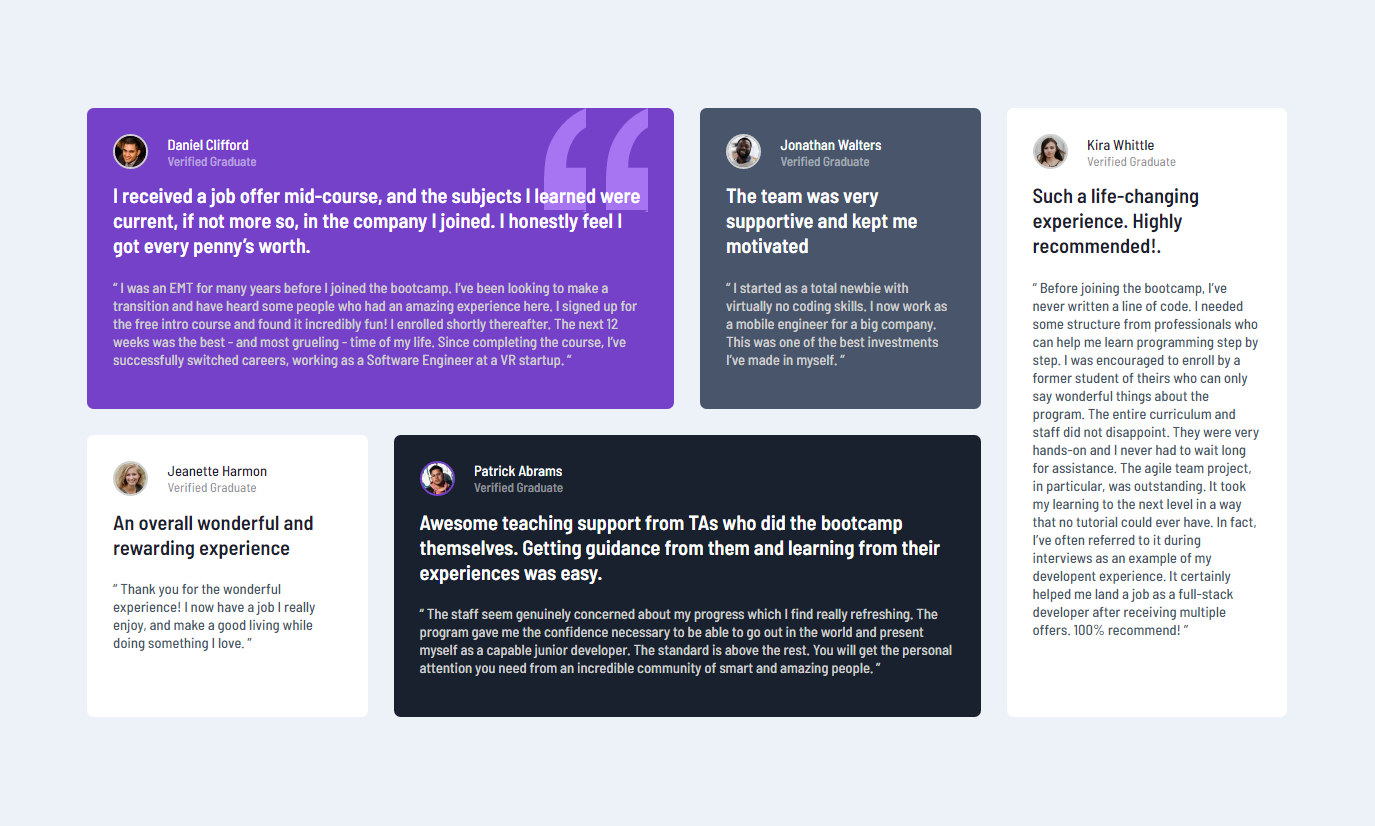 Daniel Clifford
Verified Graduate
I received a job offer mid-course, and the subjects I learned were
current, if not more so, in the company I joined. I honestly feel I
got every penny’s worth.
“ I was an EMT for many years before I joined the bootcamp. I’ve been looking to make a
transition and have heard some people who had an amazing experience here. I signed up for
the free intro course and found it incredibly fun! I enrolled shortly thereafter. The next 12
weeks was the best - and most grueling - time of my life. Since completing the course, I’ve
successfully switched careers, working as a Software Engineer at a VR startup. ”
Jonathan Walters
Verified Graduate
The team was very
supportive and kept me
motivated
“ I started as a total newbie with
virtually no coding skills. I now work as
a mobile engineer for a big company.
This was one of the best investments
I’ve made in myself. ”
Kira Whittle
Verified Graduate
Such a life-changing
experience. Highly
recommended!.
“ Before joining the bootcamp, I’ve
never written a line of code. I needed
some structure from professionals who
can help me learn programming step by
step. I was encouraged to enroll by a
former student of theirs who can only
say wonderful things about the
program. The entire curriculum and
staff did not disappoint. They were very
hands-on and I never had to wait long
for assistance. The agile team project,
in particular, was outstanding. It took
my learning to the next level in a way
that no tutorial could ever have. In fact,
I’ve often referred to it during
interviews as an example of my
developent experience. It certainly
helped me land a job as a full-stack
developer after receiving multiple
offers. 100% recommend! ”
Jeanette Harmon
Verified Graduate
An overall wonderful and
rewarding experience
“ Thank you for the wonderful
experience! I now have a job I really
enjoy, and make a good living while
doing something I love. ”
Patrick Abrams
Verified Graduate
Awesome teaching support from TAs who did the bootcamp
themselves. Getting guidance from them and learning from their
experiences was easy.
“ The staff seem genuinely concerned about my progress which I find really refreshing. The
program gave me the confidence necessary to be able to go out in the world and present
myself as a capable junior developer. The standard is above the rest. You will get the personal
attention you need from an incredible community of smart and amazing people. ”